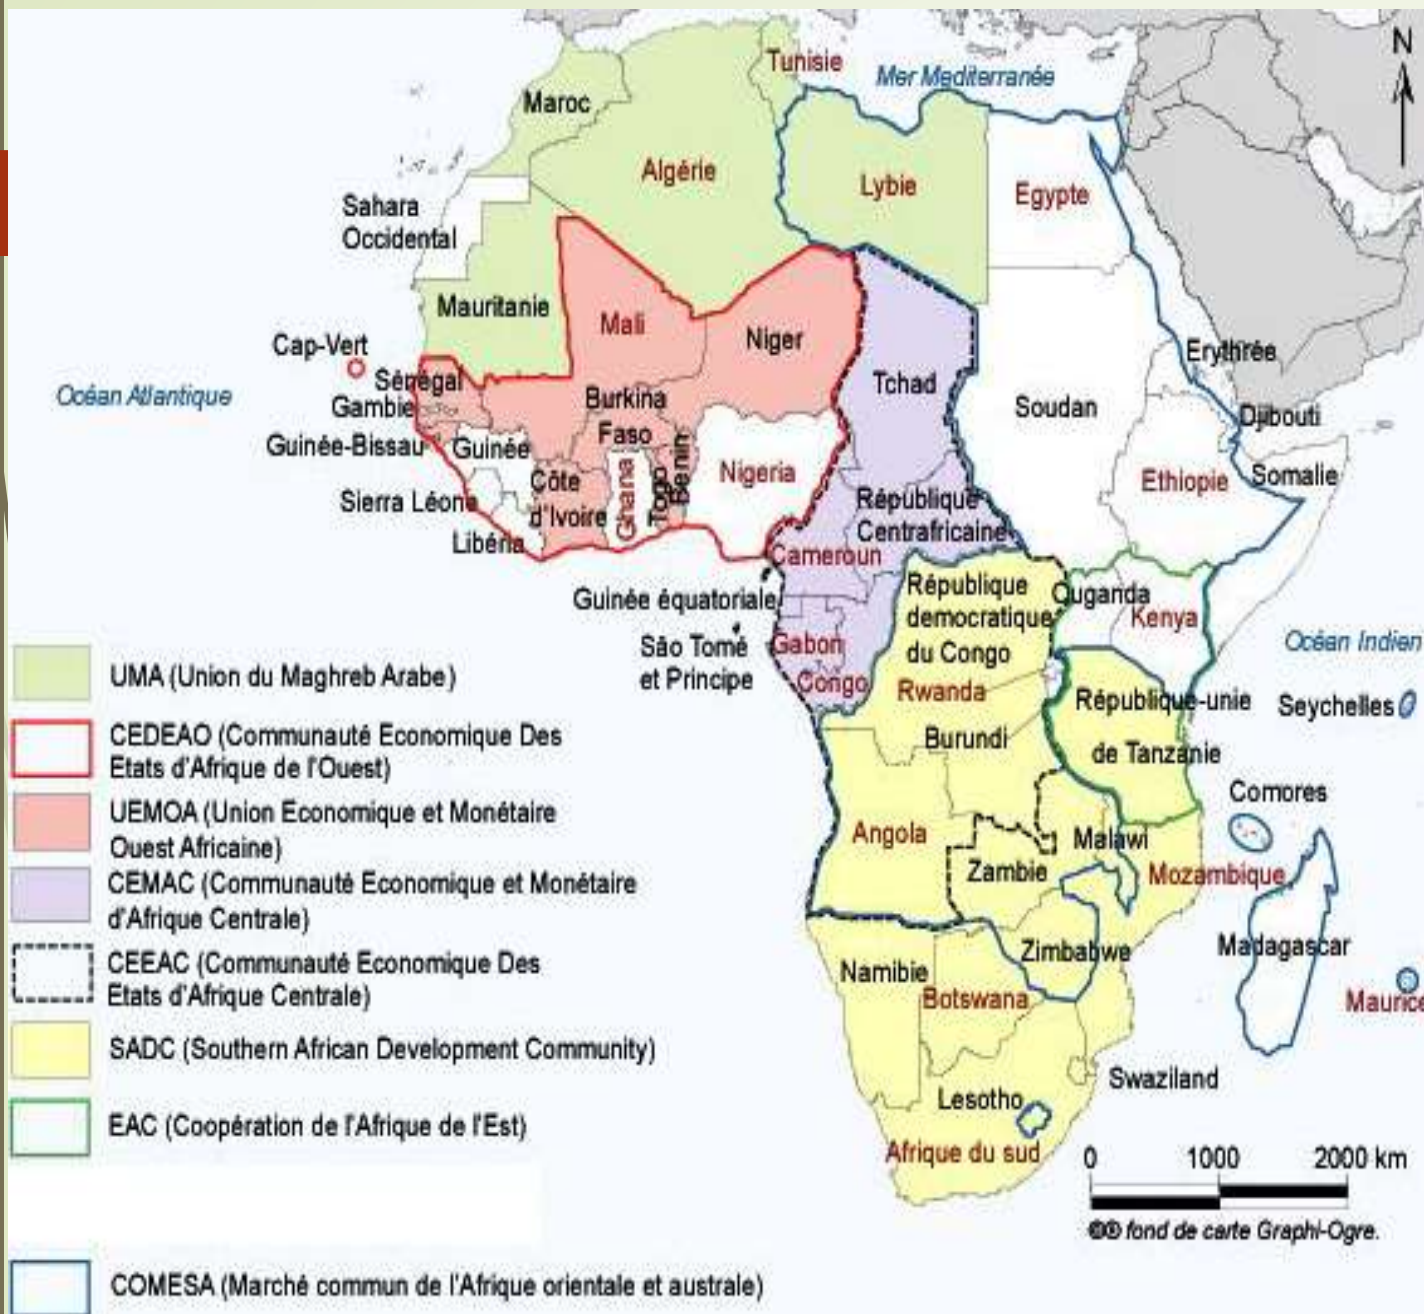 N
Tunisie
Mer Mediterranée
Maroc
Algérie
Lybie
Egypte
Sahara
Occidental
Mauritanie
Mali
Niger
Cap-Vert
Sénégal
Océan Atlantique
Gambie
Burkina
Faso
Tchad
Soudan
Erythrée
Djibouti
Guinée-Bissau
Guinée
Nigeria
Ethiopie
Somalie
Côte
d'Ivoire
Ghana
Togo
Benin
Sierra Léone
Libéria
République
Centrafricaine
Cameroun
Guinée équatoriale
République
democratique
du Congo
Ouganda
Kenya
São Tomé
et Principe
Gabon
Congo
Rwanda
Burundi
Océan Indien
République-unie
de Tanzanie
Seychelles
Comores
Angola
Zambie
Malawi
Mozambique
Zimbabwe
Madagascar
Maurice
Namibie
Botswana
Swaziland
Lesotho
Afrique du sud
UMA (Union du Maghreb Arabe)
CEDEAO (Communauté Economique Des
Etats d'Afrique de l'Ouest)
UEMOA (Union Economique et Monétaire
Ouest Africaine)
CEMAC (Communauté Economique et Monétaire
d'Afrique Centrale)
CEEAC (Communauté Economique Des
Etats d'Afrique Centrale)
SADC (Southern African Development Community)
EAC (Coopération de l'Afrique de l'Est)
COMESA (Marché commun de l'Afrique orientale et australe)
0 1000 2000 km
©® fond de carte Graphi-Ogre.